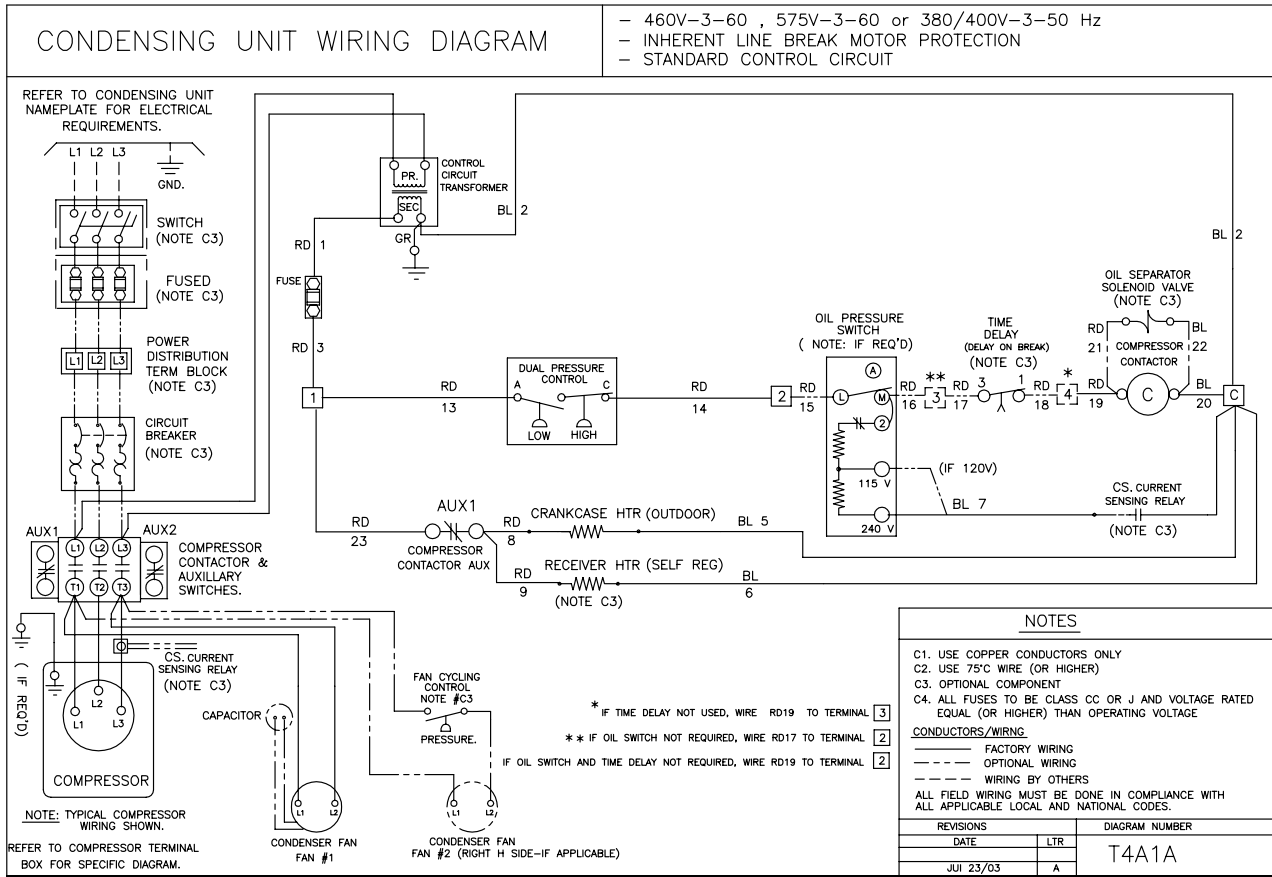 CONDENSING UNIT WIRING DIAGRAM
– 460V–3–60 , 575V–3–60 or 380/400V–3–50 Hz
– INHERENT LINE BREAK MOTOR PROTECTION
– STANDARD CONTROL CIRCUIT
REFER TO CONDENSING UNIT
NAMEPLATE FOR ELECTRICAL
REQUIREMENTS.
L1 L2 L3
GND.
SWITCH
(NOTE C3)
FUSED
(NOTE C3)
POWER
DISTRIBUTION
TERM BLOCK
(NOTE C3)
L1 L2 L3
CIRCUIT
BREAKER
(NOTE C3)
AUX1
AUX2
L1 L2 L3
T1 T2 T3
COMPRESSOR
CONTACTOR &
AUXILLARY
SWITCHES.
( IF REQ'D)
CS. CURRENT
SENSING RELAY
(NOTE C3)
L1
L2
L3
COMPRESSOR
NOTE: TYPICAL COMPRESSOR
WIRING SHOWN.
REFER TO COMPRESSOR TERMINAL
BOX FOR SPECIFIC DIAGRAM.
PR.
SEC
CONTROL
CIRCUIT
TRANSFORMER
GR
BL 2
BL 2
RD 1
FUSE
RD 3
1
RD
13
DUAL PRESSURE
CONTROL
A
C
LOW
HIGH
RD
14
2
RD
15
OIL PRESSURE
SWITCH
( NOTE: IF REQ'D)
A
L
M
2
115 V
240 V
RD
16
**
3
RD
17
TIME
DELAY
(DELAY ON BREAK)
(NOTE C3)
3
1
RD
18
*
4
RD
19
OIL SEPARATOR
SOLENOID VALVE
(NOTE C3)
RD
21
BL
22
COMPRESSOR
CONTACTOR
C
BL
20
C
(IF 120V)
BL 7
CS. CURRENT
SENSING RELAY
(NOTE C3)
RD
23
AUX1
COMPRESSOR
CONTACTOR AUX
RD
8
CRANKCASE HTR (OUTDOOR)
BL 5
RD
9
RECEIVER HTR (SELF REG)
(NOTE C3)
BL
6
CAPACITOR
FAN CYCLING
CONTROL
NOTE #C3
PRESSURE.
L1
L2
CONDENSER FAN
FAN #1
L1
L2
CONDENSER FAN
FAN #2 (RIGHT H SIDE–IF APPLICABLE)
* IF TIME DELAY NOT USED, WIRE RD19 TO TERMINAL 3
** IF OIL SWITCH NOT REQUIRED, WIRE RD17 TO TERMINAL 2
IF OIL SWITCH AND TIME DELAY NOT REQUIRED, WIRE RD19 TO TERMINAL 2
NOTES
C1. USE COPPER CONDUCTORS ONLY
C2. USE 75°C WIRE (OR HIGHER)
C3. OPTIONAL COMPONENT
C4. ALL FUSES TO BE CLASS CC OR J AND VOLTAGE RATED
EQUAL (OR HIGHER) THAN OPERATING VOLTAGE
CONDUCTORS/WIRNG
FACTORY WIRING
OPTIONAL WIRING
WIRING BY OTHERS
ALL FIELD WIRING MUST BE DONE IN COMPLIANCE WITH
ALL APPLICABLE LOCAL AND NATIONAL CODES.
REVISIONS
DIAGRAM NUMBER
DATE
LTR
T4A1A
JUI 23/03
A